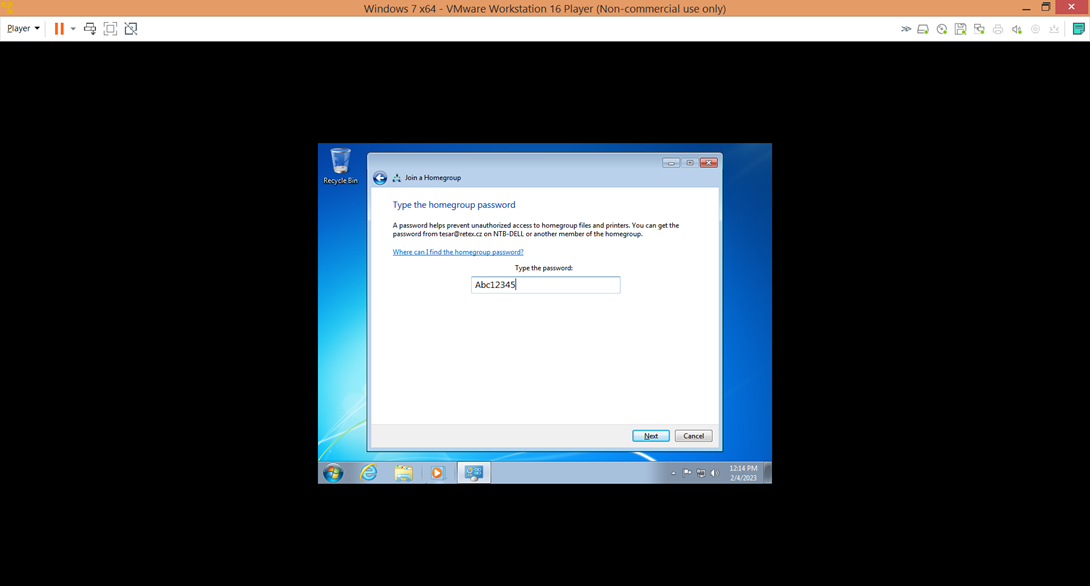 Windows 7 x64 - VMware Workstation 16 Player (Non-commercial use only)
Player
Recycle Bin
Join a Homegroup
Type the homegroup password
A password helps prevent unauthorized access to homegroup files and printers. You can get the
password from tesar@retex.cz on NTB-DELL or another member of the homegroup.
Where can I find the homegroup password?
Type the password:
Abc12345
Next
Cancel
12:14 PM
2/4/2023